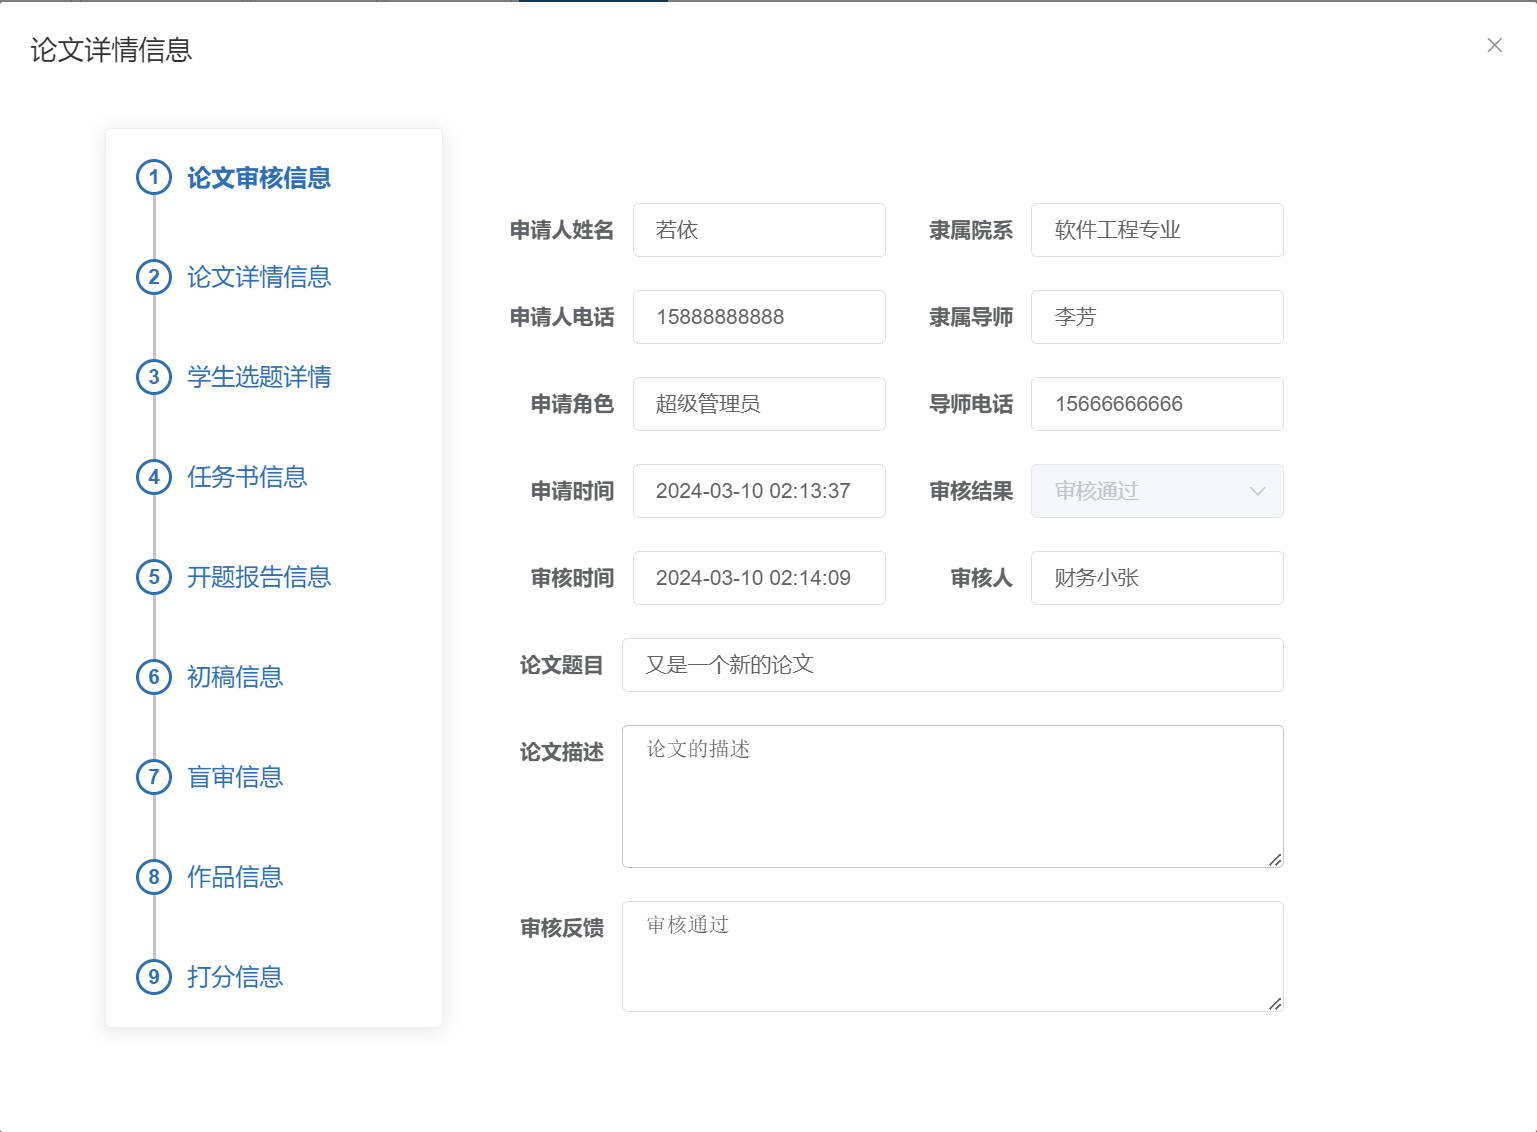 论文详情信息
1 论文审核信息
2 论文详情信息
3 学生选题详情
4 任务书信息
5 开题报告信息
6 初稿信息
7 盲审信息
8 作品信息
9 打分信息
申请人姓名 若依 隶属院系 软件工程专业
申请人电话 15888888888 隶属导师 李芳
申请角色 超级管理员 导师电话 15666666666
申请时间 2024-03-10 02:13:37 审核结果 审核通过
审核时间 2024-03-10 02:14:09 审核人 财务小张
论文题目 又是一个新的论文
论文描述 论文的描述
审核反馈 审核通过